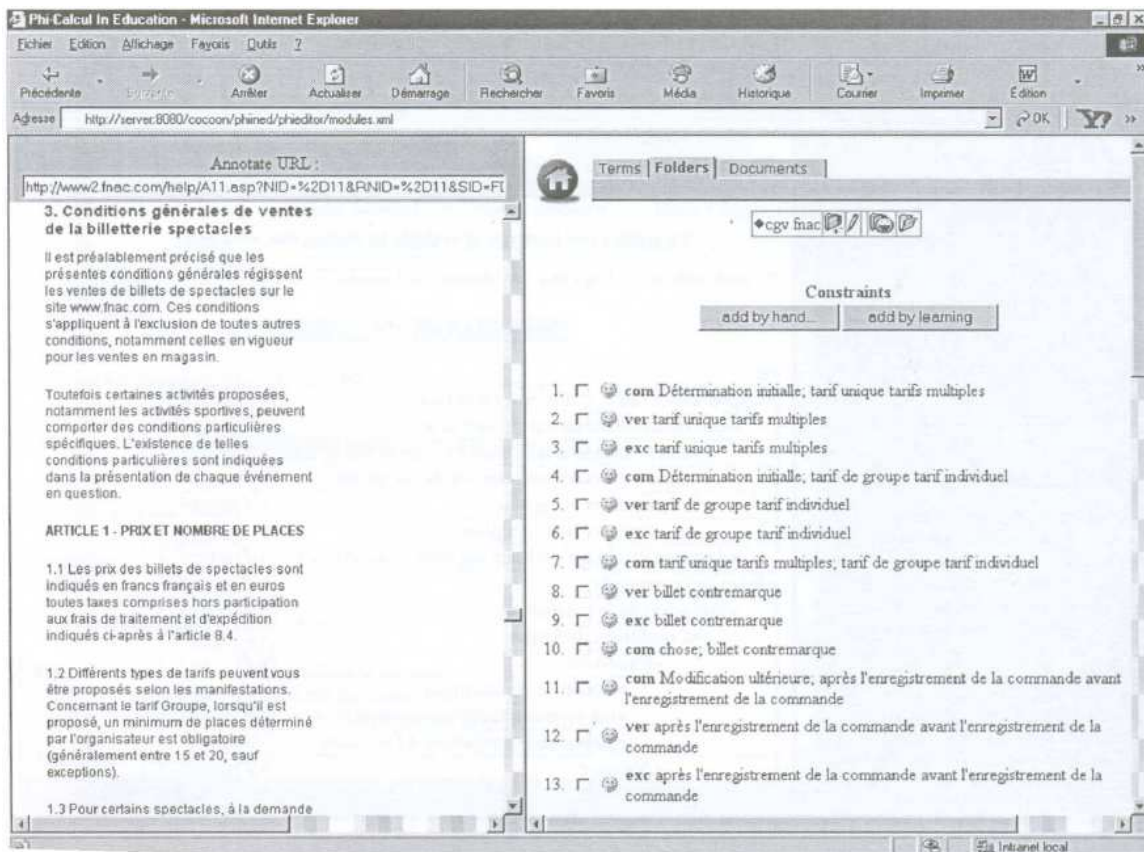 Phi-Calcul In Education - Microsoft Internet Explorer
Fichier Edition Affichage Favoris Outils ?
Précédente Suivante Arrêter Actualiser Démarrage Rechercher Favoris Média Historique Courrier Imprimer Édition
Adresse http://server:8080/cocoon/phined/phieditor/modules.xml OK
Annotate URL :
http://www2.fnac.com/help/A11.asp?NID=%2D11&RNID=%2D11&SID=
3. Conditions générales de ventes
de la billetterie spectacles
Il est préalablement précisé que les
présentes conditions générales régissent
les ventes de billets de spectacles sur le
site www.fnac.com. Ces conditions
s'appliquent à l'exclusion de toutes autres
conditions, notamment celles en vigueur
pour les ventes en magasin.
Toutefois certaines activités proposées,
notamment les activités sportives, peuvent
comporter des conditions particulières
spécifiques. L'existence de telles
conditions particulières sont indiquées
dans la présentation de chaque événement
en question.
ARTICLE 1 - PRIX ET NOMBRE DE PLACES
1.1 Les prix des billets de spectacles sont
indiqués en francs français et en euros
toutes taxes comprises hors participation
aux frais de traitement et d'expédition
indiqués ci-après à l'article 8.4.
1.2 Différents types de tarifs peuvent vous
être proposés selon les manifestations.
Concernant le tarif Groupe, lorsqu'il est
proposé, un minimum de places déterminé
par l'organisateur est obligatoire
(généralement entre 15 et 20, sauf
exceptions).
1.3 Pour certains spectacles, à la demande
Terms Folders Documents
cgv fnac
Constraints
add by hand... add by learning
1. com Détermination initialle; tarif unique tarifs multiples
2. ver tarif unique tarifs multiples
3. exc tarif unique tarifs multiples
4. com Détermination initialle; tarif de groupe tarif individuel
5. ver tarif de groupe tarif individuel
6. exc tarif de groupe tarif individuel
7. com tarif unique tarifs multiples; tarif de groupe tarif individuel
8. ver billet contremarque
9. exc billet contremarque
10. com chose; billet contremarque
11. com Modification ultérieure; après l'enregistrement de la commande avant
l'enregistrement de la commande
12. ver après l'enregistrement de la commande avant l'enregistrement de la
commande
13. exc après l'enregistrement de la commande avant l'enregistrement de la
commande
Intranet local